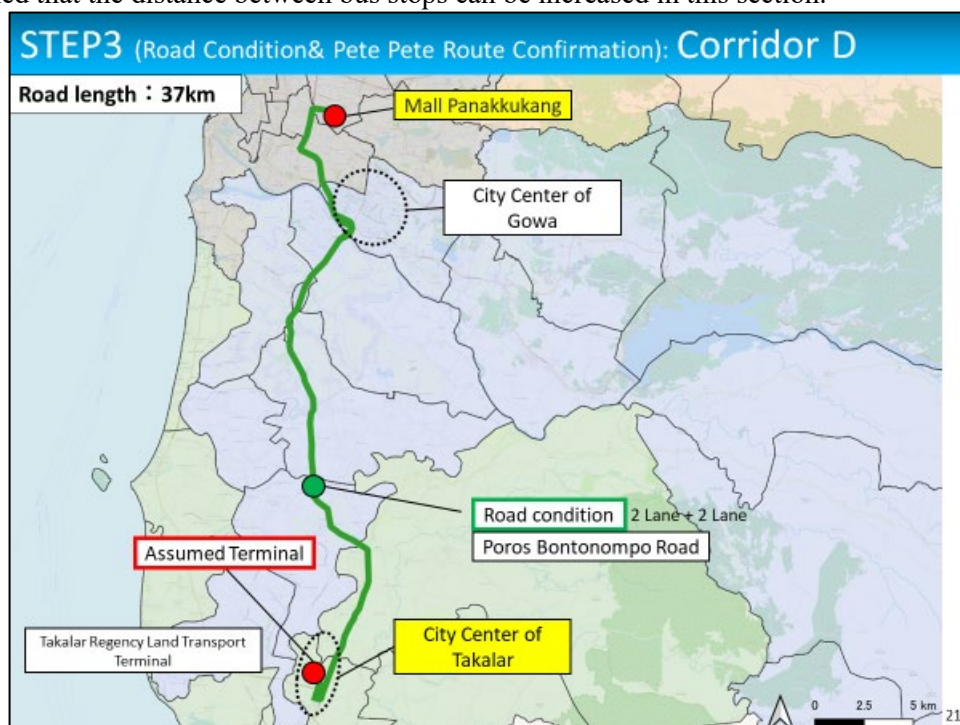 ed that the distance between bus stops can be increased in this section.
STEP3 (Road Condition& Pete Pete Route Confirmation): Corridor D
Road length：37km
Mall Panakkukang
City Center of
Gowa
Road condition 2 Lane + 2 Lane
Poros Bontonompo Road
Assumed Terminal
Takalar Regency Land Transport
Terminal
City Center of
Takalar
0 2.5 5 km
21